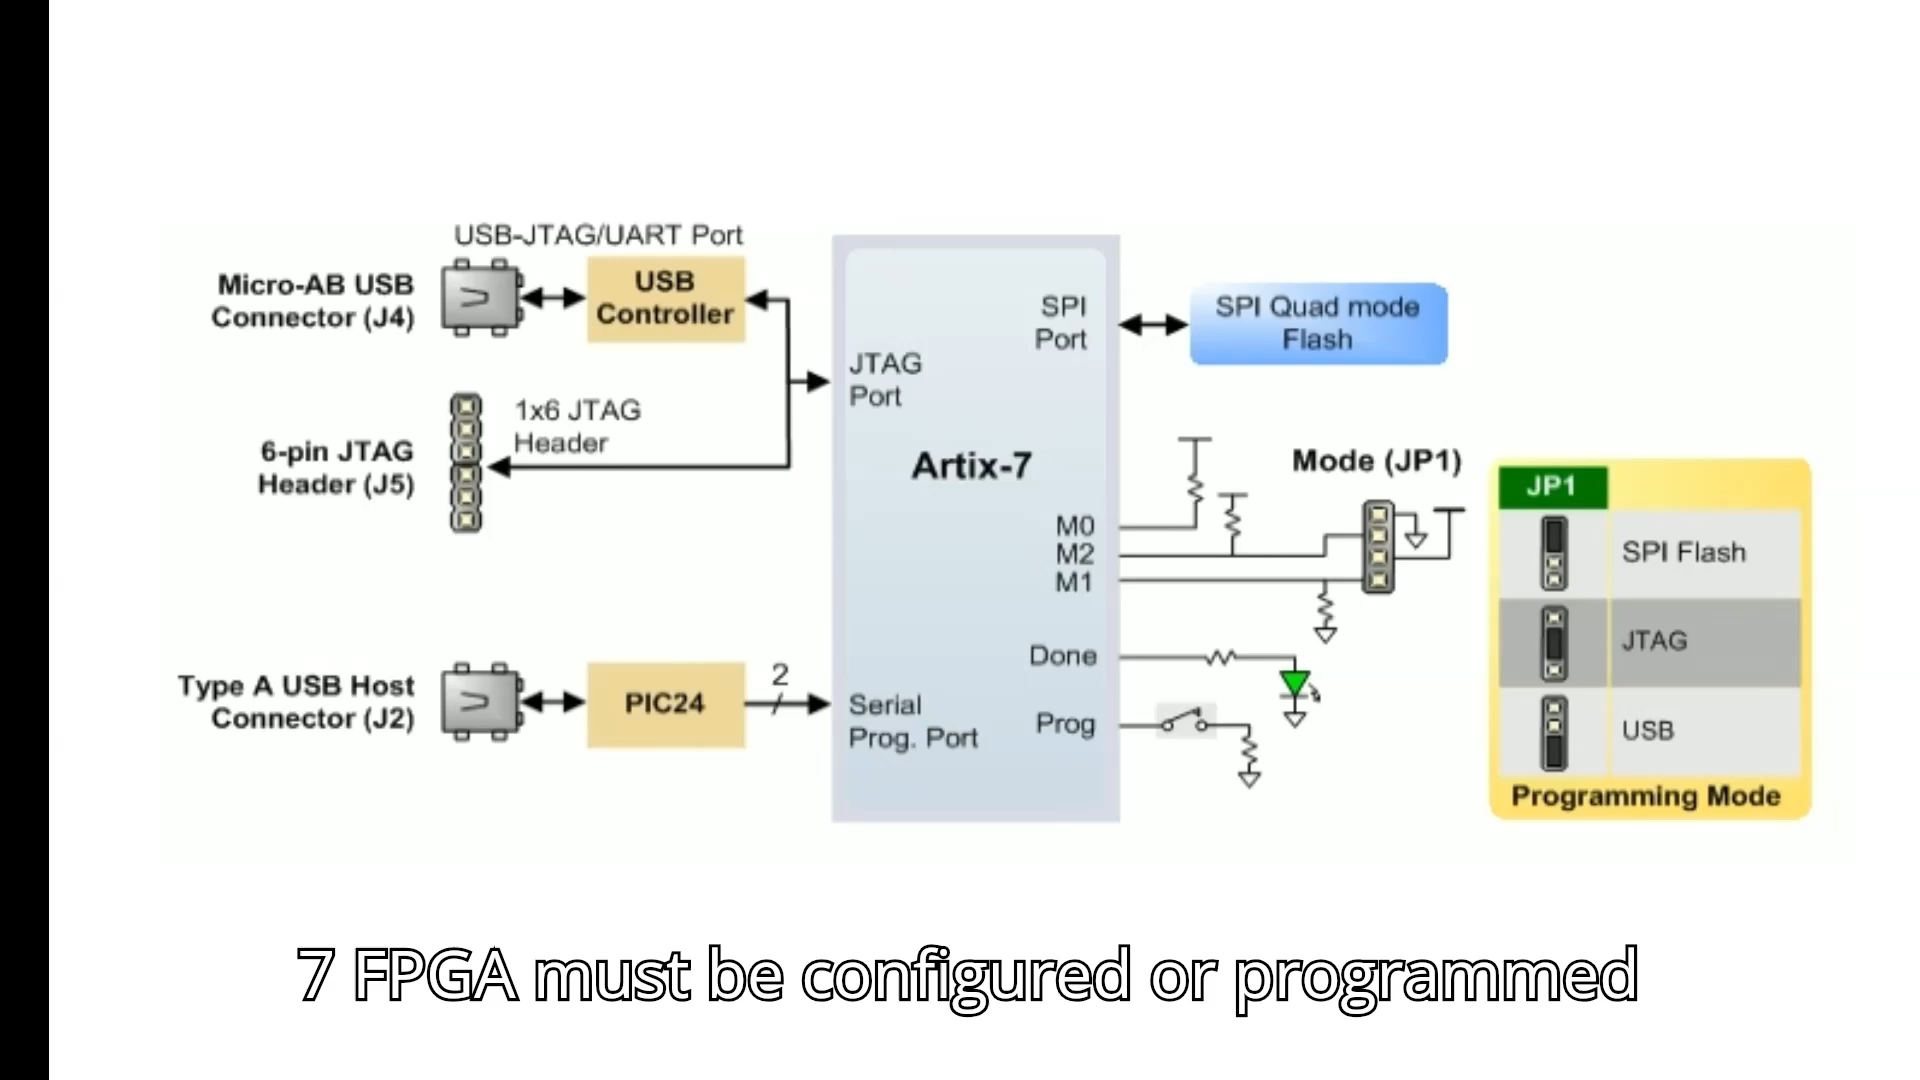 USB-JTAG/UART Port
Micro-AB USB
Connector (J4)
USB
Controller
6-pin JTAG
Header (J5)
1x6 JTAG
Header
Type A USB Host
Connector (J2)
PIC24
2
JTAG
Port
Artix-7
Serial
Prog. Port
SPI
Port
M0
M2
M1
Done
Prog
SPI Quad mode
Flash
Mode (JP1)
JP1
SPI Flash
JTAG
USB
Programming Mode
7 FPGA must be configured or programmed